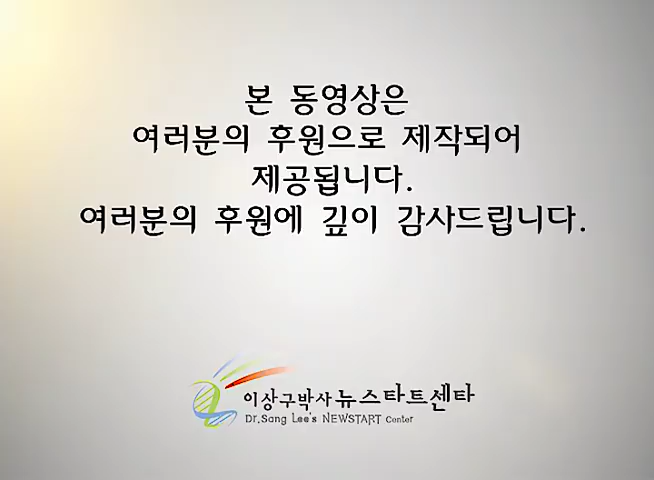 본 동영상은
여러분의 후원으로 제작되어
제공됩니다.
여러분의 후원에 깊이 감사드립니다.
이상구박사 뉴스타트센타
Dr.Sang Lee's NEWSTART Center